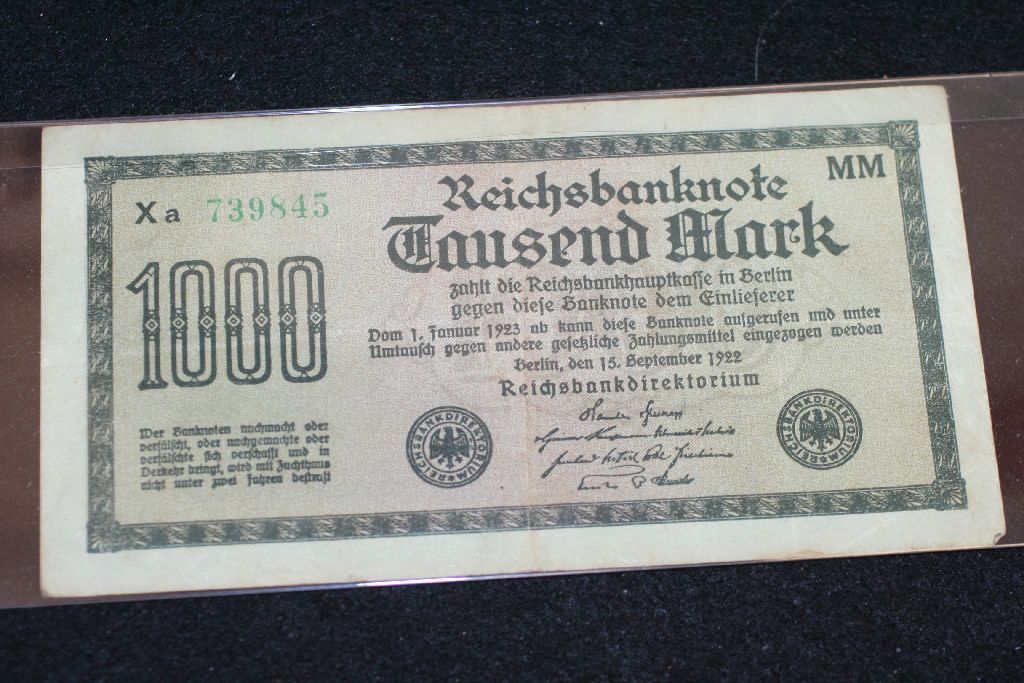 MM
Xa 739845
Reichsbanknote
Tausend Mark
1000
zahlt die Reichsbankhauptkasse in Berlin
gegen diese Banknote dem Einlieferer
Vom 1. Januar 1923 ab kann diese Banknote aufgerufen und unter
Umtausch gegen andere gesetzliche Zahlungsmittel eingezogen werden
Berlin, den 15. September 1922
Reichsbankdirektorium
Wer Banknoten nachmacht oder
verfälscht, oder nachgemachte oder
verfälschte sich verschafft und in
Verkehr bringt, wird mit Zuchthaus
nicht unter zwei Jahren bestraft
REICHSBANKDIREKTORIUM
REICHSBANKDIREKTORIUM